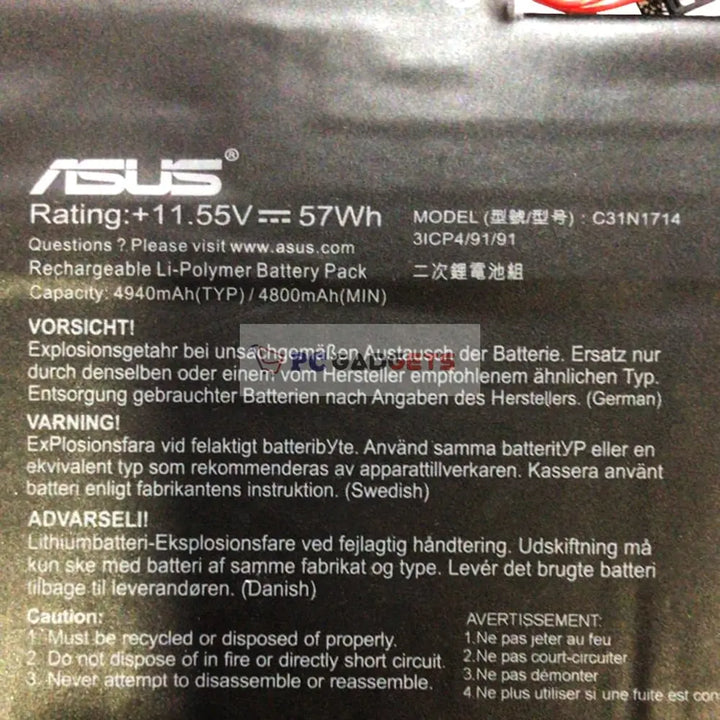 ASUS®
Rating:+11.55V⎓57Wh
MODEL (型號/型号) : C31N1714
3ICP4/91/91
Questions ? Please visit www.asus.com
Rechargeable Li-Polymer Battery Pack
二次鋰電池組
Capacity: 4940mAh(TYP) / 4800mAh(MIN)
VORSICHT!
Explosionsgetahr bei unsachgemäßen Austausch der Batterie. Ersatz nur
durch denselben oder einem vom Hersteller empfohlenem ähnlichen Typ.
Entsorgung gebrauchter Batterien nach Angaben des Herstellers. (German)
PC GADGETS
VARNING!
ExPlosionsfara vid felaktigt batteribУte. Använd samma batteritУP eller en
ekvivalent typ som rekommenderas av apparattillverkaren. Kassera använt
batteri enligt fabrikantens instruktion. (Swedish)
ADVARSELI!
Lithiumbatteri-Eksplosionsfare ved fejlagtig håndtering. Udskiftning må
kun ske med batteri af samme fabrikat og type. Levér det brugte batteri
tilbage til leverandøren. (Danish)
Caution:
1. Must be recycled or disposed of properly.
2. Do not dispose of in fire or directly short circuit.
3. Never attempt to disassemble or reassemble.
AVERTISSEMENT:
1.Ne pas jeter au feu
2.Ne pas court-circuiter
3.Ne pas démonter
4.Ne plus utiliser si une fuite est con